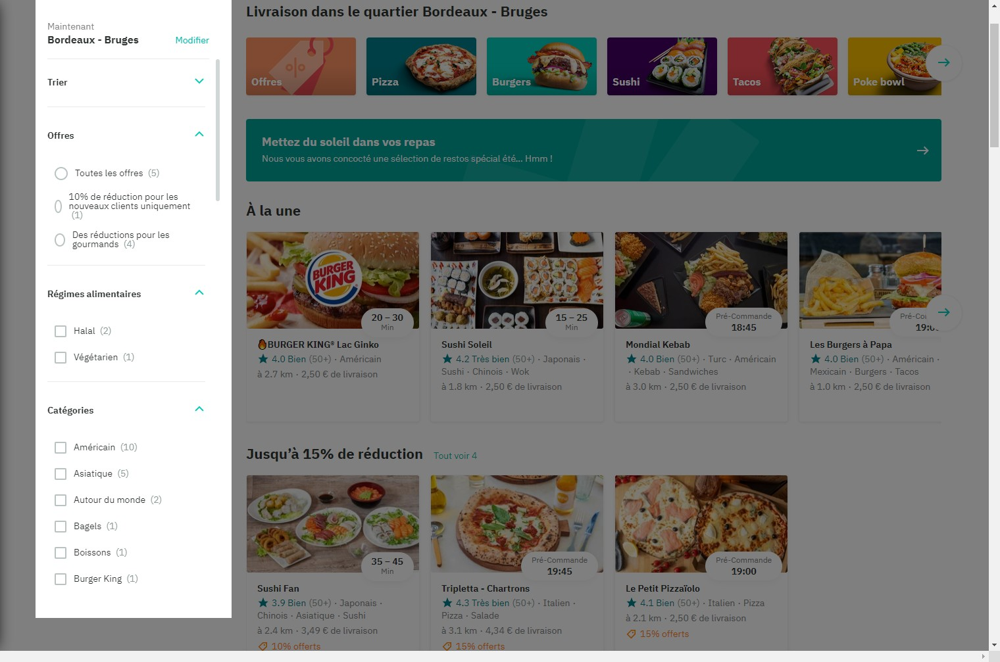 Maintenant
Bordeaux - Bruges
Modifier
Trier
Offres
Toutes les offres (5)
10% de réduction pour les
nouveaux clients uniquement
(1)
Des réductions pour les
gourmands (4)
Régimes alimentaires
Halal (2)
Végétarien (1)
Catégories
Américain (10)
Asiatique (5)
Autour du monde (2)
Bagels (1)
Boissons (1)
Burger King (1)
Livraison dans le quartier Bordeaux - Bruges
Offres
Pizza
Burgers
Sushi
Tacos
Poke bowl
Mettez du soleil dans vos repas
Nous vous avons concocté une sélection de restos spécial été... Hmm !
À la une
BURGER KING
20 – 30
Min
BURGER KING® Lac Ginko
4.0 Bien (50+) · Américain
à 2.7 km · 2,50 € de livraison
15 – 25
Min
Sushi Soleil
4.2 Très bien (50+) · Japonais ·
Sushi · Chinois · Wok
à 1.8 km · 2,50 € de livraison
Pré-Commande
18:45
Mondial Kebab
4.0 Bien (50+) · Turc · Américain
· Kebab · Sandwiches
à 3.0 km · 2,50 € de livraison
Les Burgers à Papa
4.0 Bien (50+) · Américain ·
Mexicain · Burgers · Tacos
à 1.0 km · 2,50 € de livraison
Jusqu’à 15% de réduction
Tout voir 4
35 – 45
Min
Sushi Fan
3.9 Bien (50+) · Japonais ·
Chinois · Asiatique · Sushi
à 2.4 km · 3,49 € de livraison
10% offerts
Pré-Commande
19:45
Tripletta - Chartrons
4.3 Très bien (50+) · Italien ·
Pizza · Salade
à 3.1 km · 4,34 € de livraison
15% offerts
Pré-Commande
19:00
Le Petit Pizzaïolo
4.1 Bien (50+) · Italien · Pizza
à 2.1 km · 2,50 € de livraison
15% offerts